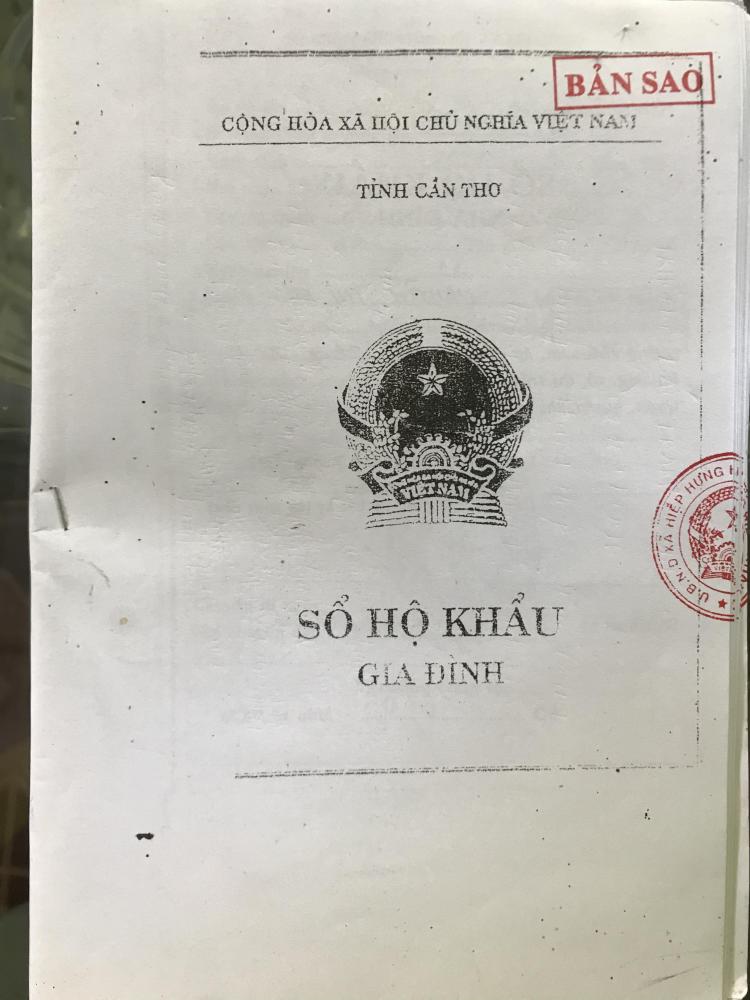 BẢN SAO
CỘNG HÒA XÃ HỘI CHỦ NGHĨA VIỆT NAM
TỈNH CẦN THƠ
VIỆT NAM
U.B.N.D XÃ HIỆP HƯNG
SỔ HỘ KHẨU
GIA ĐÌNH